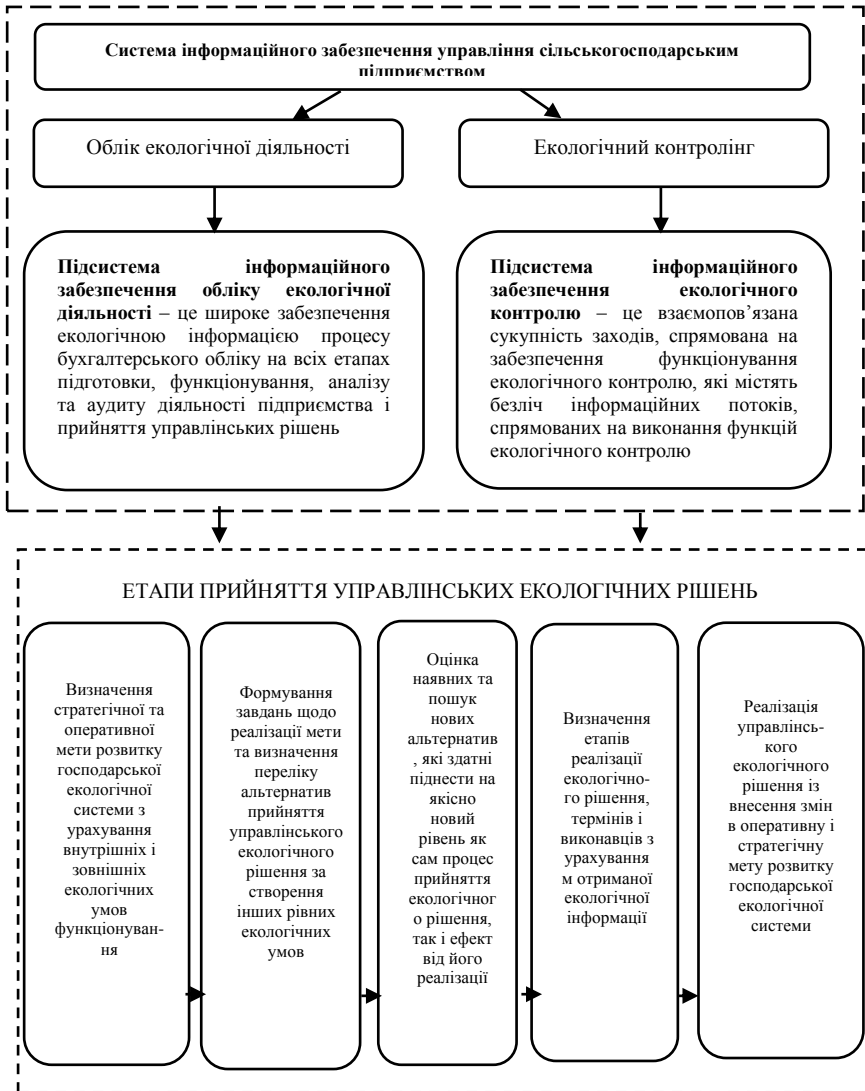 Система інформаційного забезпечення управління сільськогосподарським
підприємством
Облік екологічної діяльності
Екологічний контролінг
Підсистема інформаційного
забезпечення обліку екологічної
діяльності – це широке забезпечення
екологічною інформацією процесу
бухгалтерського обліку на всіх етапах
підготовки, функціонування, аналізу
та аудиту діяльності підприємства і
прийняття управлінських рішень
Підсистема інформаційного
забезпечення екологічного
контролю – це взаємопов’язана
сукупність заходів, спрямована на
забезпечення функціонування
екологічного контролю, які містять
безліч інформаційних потоків,
спрямованих на виконання функцій
екологічного контролю
ЕТАПИ ПРИЙНЯТТЯ УПРАВЛІНСЬКИХ ЕКОЛОГІЧНИХ РІШЕНЬ
Визначення
стратегічної та
оперативної
мети розвитку
господарської
екологічної
системи з
урахування
внутрішніх і
зовнішніх
екологічних
умов
функціонуван-
ня
Формування
завдань щодо
реалізації мети
та визначення
переліку
альтернатив
прийняття
управлінського
екологічного
рішення за
створення
інших рівних
екологічних
умов
Оцінка
наявних та
пошук
нових
альтернатив
, які здатні
піднести на
якісно
новий
рівень як
сам процес
прийняття
екологічног
о рішення,
так і ефект
від його
реалізації
Визначення
етапів
реалізації
екологічно-
го рішення,
термінів і
виконавців з
урахування
м отриманої
екологічної
інформації
Реалізація
управлінсь-
кого
екологічного
рішення із
внесення змін
в оперативну і
стратегічну
мету розвитку
господарської
екологічної
системи